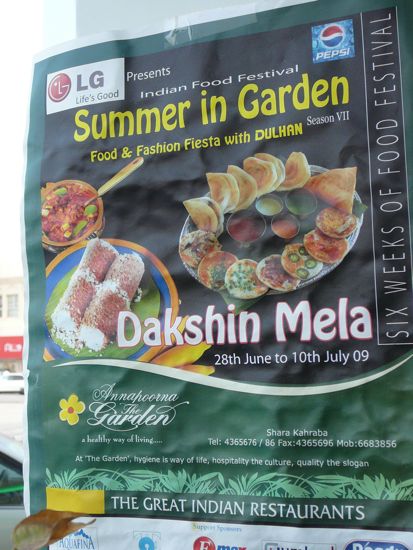 LG
Life's Good
Presents
PEPSI
Indian Food Festival
Summer in Garden
Season VII
Food & Fashion Fiesta with DULHAN
SIX WEEKS OF FOOD FESTIVAL
Dakshin Mela
28th June to 10th July 09
Annapoorna
The
Garden
a healthy way of living.....
Shara Kahraba
Tel: 4365676 / 86 Fax:4365696 Mob:6683856
At 'The Garden', hygiene is way of life, hospitality the culture, quality the slogan
THE GREAT INDIAN RESTAURANTS
Support Sponsors
AQUAFINA